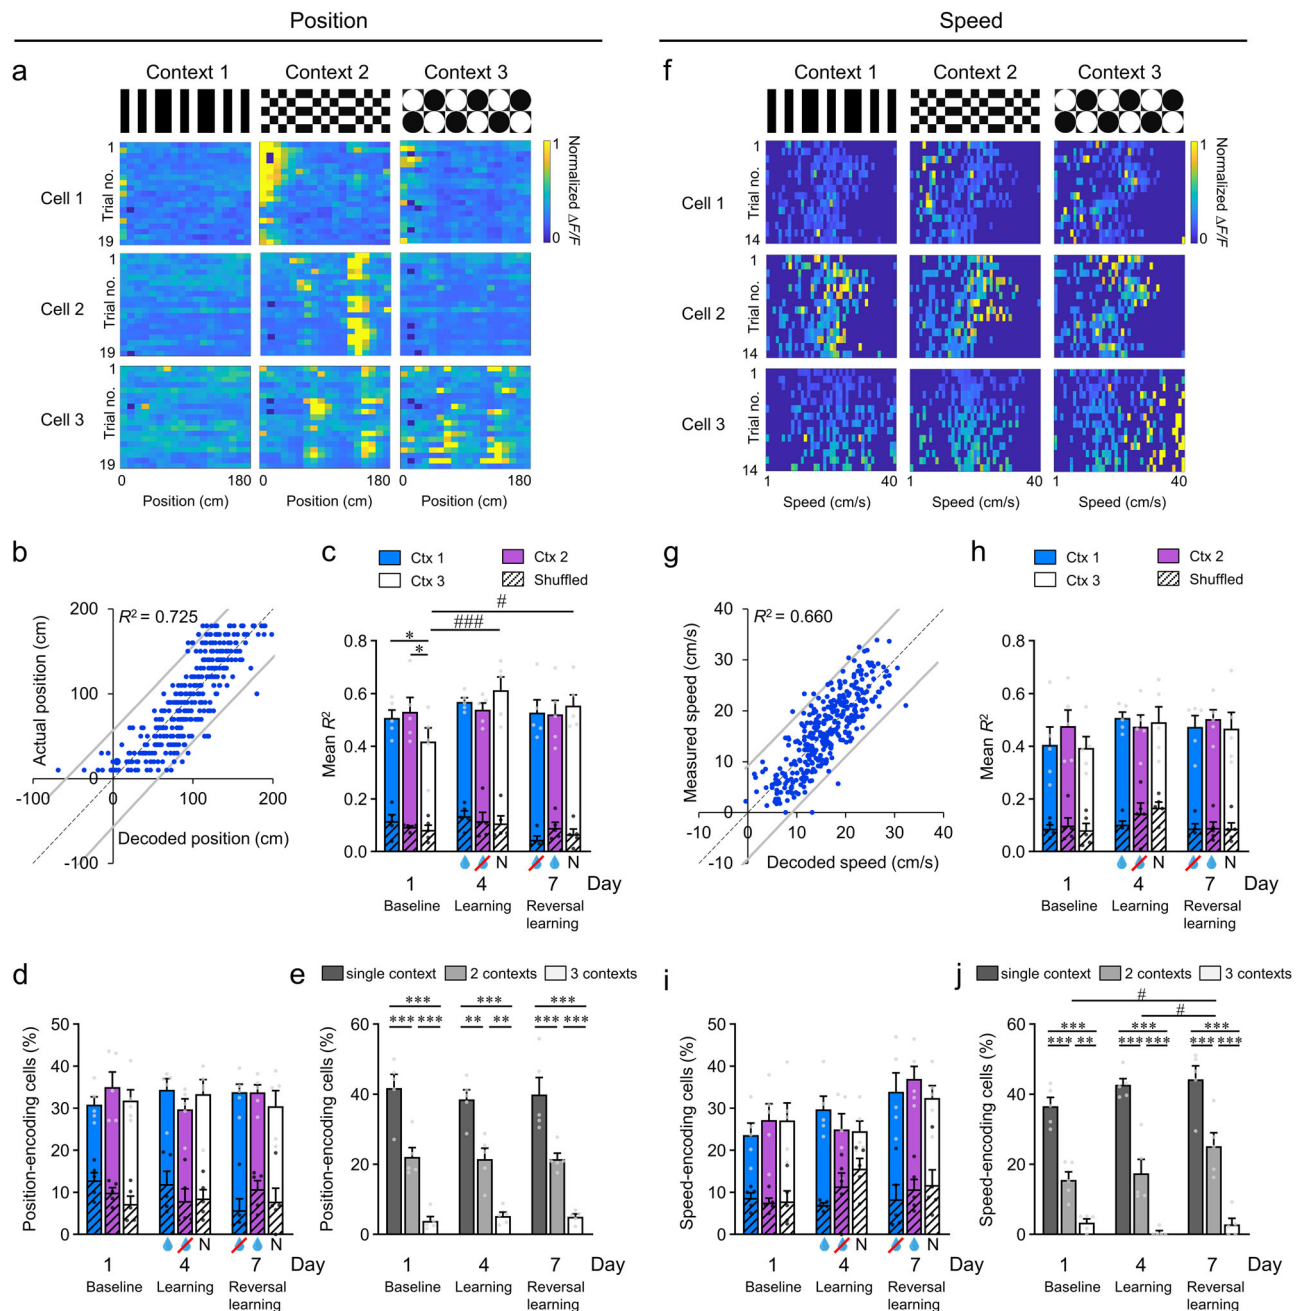 Position
Speed
a
Context 1
Context 2
Context 3
Cell 1
Trial no.
1
19
1
0
Normalized ΔF/F
Cell 2
Trial no.
1
19
Cell 3
Trial no.
1
19
0
180
0
180
Position (cm)
Position (cm)
Position (cm)
f
Context 1
Context 2
Context 3
Cell 1
Trial no.
1
14
1
0
Normalized ΔF/F
Cell 2
Trial no.
1
14
Cell 3
Trial no.
1
14
1
40
1
40
Speed (cm/s)
Speed (cm/s)
Speed (cm/s)
b
R² = 0.725
Actual position (cm)
200
100
0
-100
-100
0
100
200
Decoded position (cm)
c
Ctx 1
Ctx 2
Ctx 3
Shuffled
#
###
*
*
Mean R²
0.8
0.6
0.4
0.2
0.0
N
N
1
4
7
Day
Baseline
Learning
Reversal
learning
g
R² = 0.660
Measured speed (cm/s)
40
30
20
10
0
-10
-10
0
10
20
30
40
Decoded speed (cm/s)
h
Ctx 1
Ctx 2
Ctx 3
Shuffled
Mean R²
0.8
0.6
0.4
0.2
0.0
N
N
1
4
7
Day
Baseline
Learning
Reversal
learning
d
Position-encoding cells (%)
50
40
30
20
10
0
N
N
1
4
7
Day
Baseline
Learning
Reversal
learning
e
single context
2 contexts
3 contexts
*** *** ***
*** *** ** ** *** ***
Position-encoding cells (%)
60
40
20
0
1
4
7
Day
Baseline
Learning
Reversal
learning
i
Speed-encoding cells (%)
50
40
30
20
10
0
N
N
1
4
7
Day
Baseline
Learning
Reversal
learning
j
single context
2 contexts
3 contexts
#
#
*** *** ***
*** ** *** *** *** ***
Speed-encoding cells (%)
60
40
20
0
1
4
7
Day
Baseline
Learning
Reversal
learning